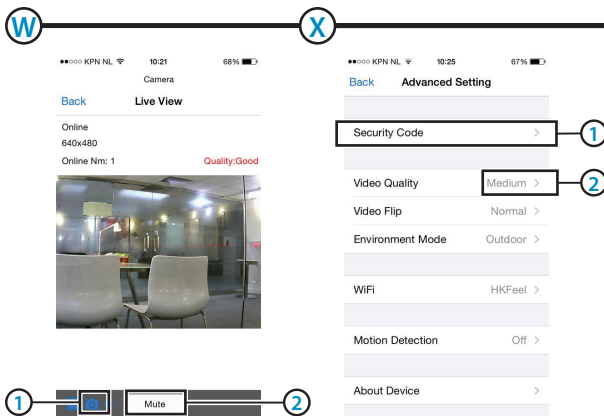 W
X
●●○○○ KPN NL 10:21 68%
Camera
Back Live View
Online
640x480
Online Nm: 1 Quality:Good
1
Mute
2
●●○○○ KPN NL 10:25 67%
Back Advanced Setting
Security Code >
1
Video Quality Medium >
2
Video Flip Normal >
Environment Mode Outdoor >
WiFi HKFeel >
Motion Detection Off >
About Device >